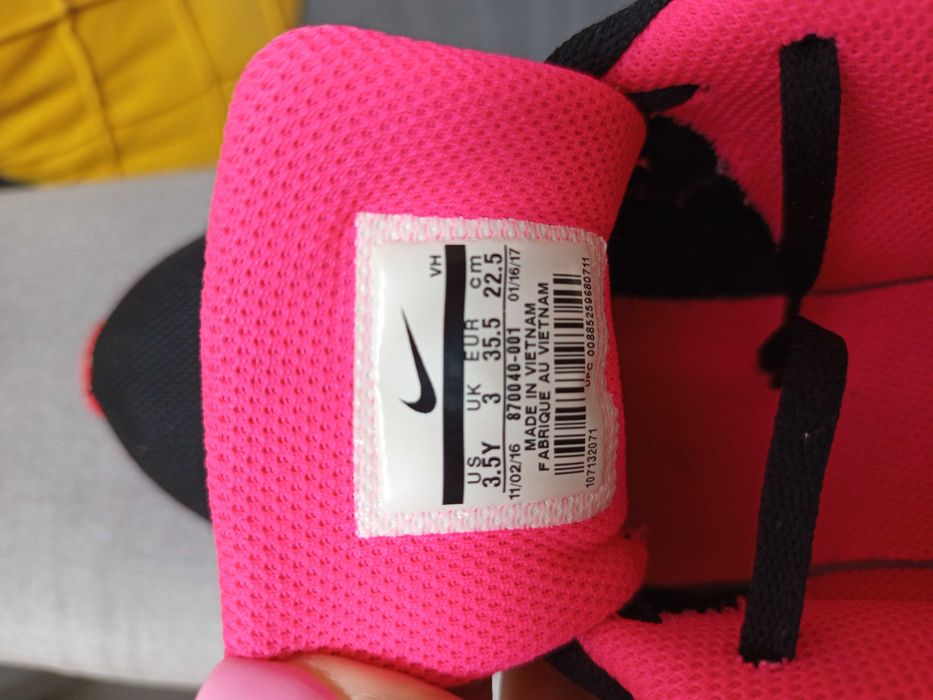 VH
US UK EUR cm
3.5Y 3 35.5 22.5
11/02/16 870040-001 01/16/17
MADE IN VIETNAM
FABRIQUE AU VIETNAM
107132071 UPC 00885259680711